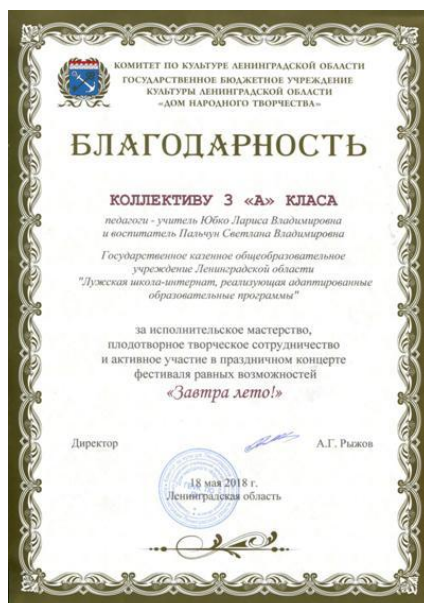 КОМИТЕТ ПО КУЛЬТУРЕ ЛЕНИНГРАДСКОЙ ОБЛАСТИ
ГОСУДАРСТВЕННОЕ БЮДЖЕТНОЕ УЧРЕЖДЕНИЕ
КУЛЬТУРЫ ЛЕНИНГРАДСКОЙ ОБЛАСТИ
«ДОМ НАРОДНОГО ТВОРЧЕСТВА»
БЛАГОДАРНОСТЬ
КОЛЛЕКТИВУ 3 «А» КЛАСА
педагоги - учитель Юбко Лариса Владимировна
и воспитатель Пальчун Светлана Владимировна
Государственное казенное общеобразовательное
учреждение Ленинградской области
"Лужская школа-интернат, реализующая адаптированные
образовательные программы"
за исполнительское мастерство,
плодотворное творческое сотрудничество
и активное участие в праздничном концерте
фестиваля равных возможностей
«Завтра лето!»
Директор А.Г. Рыжов
18 мая 2018 г.
Ленинградская область